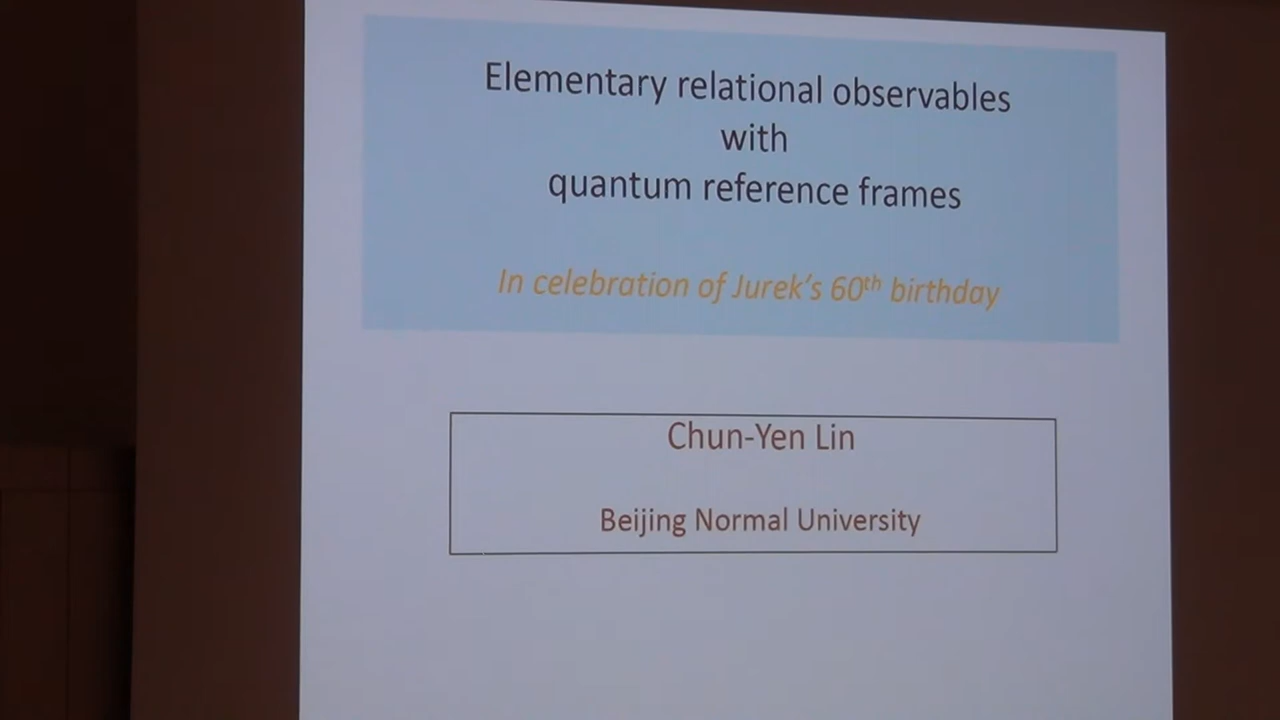 Elementary relational observables
with
quantum reference frames
In celebration of Jurek’s 60th birthday
Chun-Yen Lin
Beijing Normal University